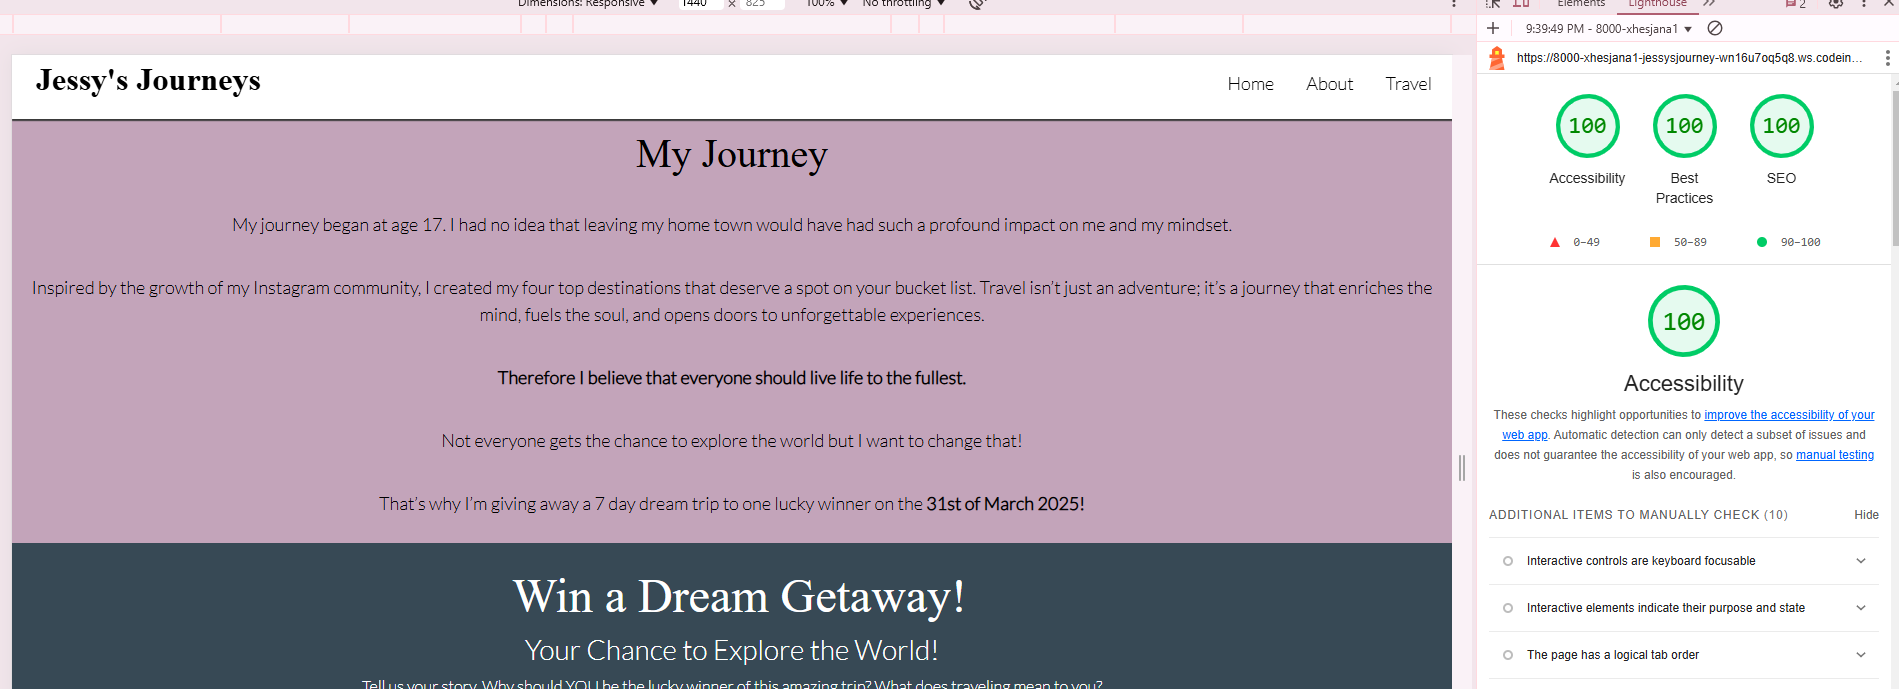 Dimensions: Responsive ▼ 1440 × 825 100% ▼ No throttling ▼
Elements Lighthouse » 2
9:39:49 PM - 8000-xhesjana1 ▼
https://8000-xhesjana1-jessysjourney-wn16u7oq5q8.ws.codein...
Jessy's Journeys
Home About Travel
My Journey
My journey began at age 17. I had no idea that leaving my home town would have had such a profound impact on me and my mindset.
Inspired by the growth of my Instagram community, I created my four top destinations that deserve a spot on your bucket list. Travel isn’t just an adventure; it’s a journey that enriches the
mind, fuels the soul, and opens doors to unforgettable experiences.
Therefore I believe that everyone should live life to the fullest.
Not everyone gets the chance to explore the world but I want to change that!
That’s why I’m giving away a 7 day dream trip to one lucky winner on the 31st of March 2025!
Win a Dream Getaway!
Your Chance to Explore the World!
Tell us your story. Why should YOU be the lucky winner of this amazing trip? What does traveling mean to you?
100 100 100
Accessibility Best SEO
Practices
0–49 50–89 90–100
100
Accessibility
These checks highlight opportunities to improve the accessibility of your
web app. Automatic detection can only detect a subset of issues and
does not guarantee the accessibility of your web app, so manual testing
is also encouraged.
ADDITIONAL ITEMS TO MANUALLY CHECK (10) Hide
Interactive controls are keyboard focusable
Interactive elements indicate their purpose and state
The page has a logical tab order